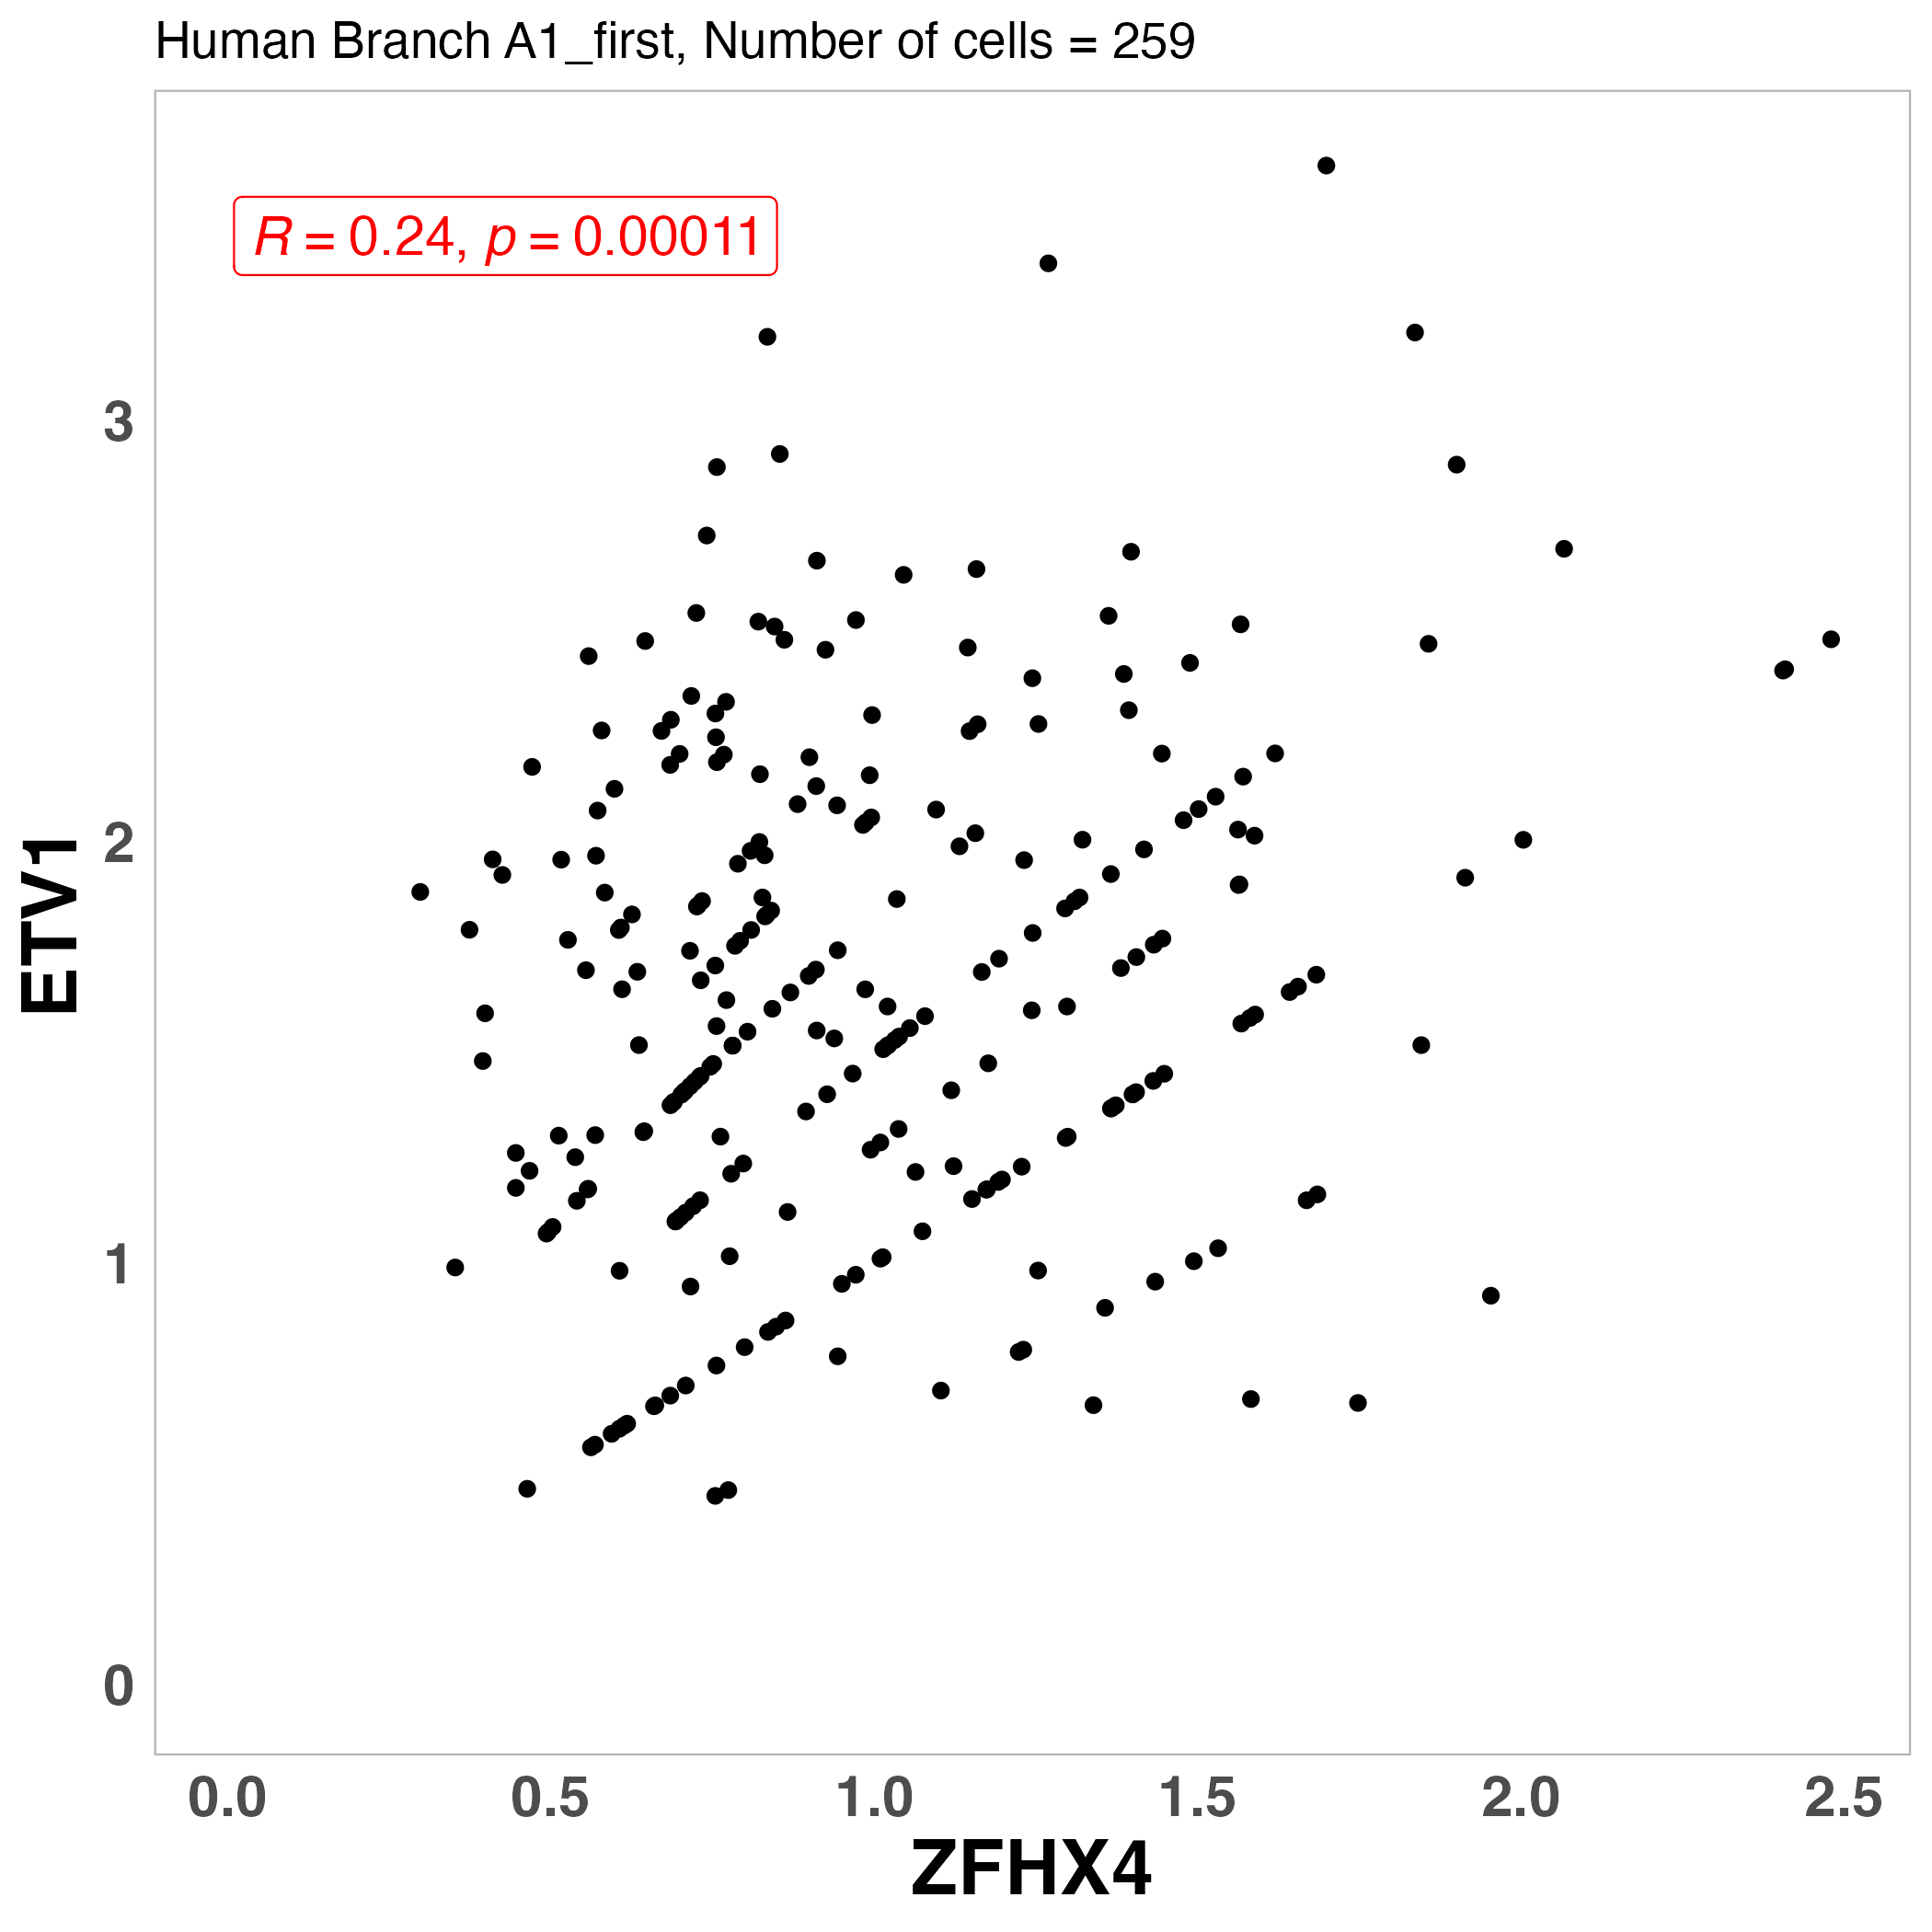 Human Branch A1_first, Number of cells = 259
R = 0.24, p = 0.00011
3
2
1
0
ETV1
0.0 0.5 1.0 1.5 2.0 2.5
ZFHX4